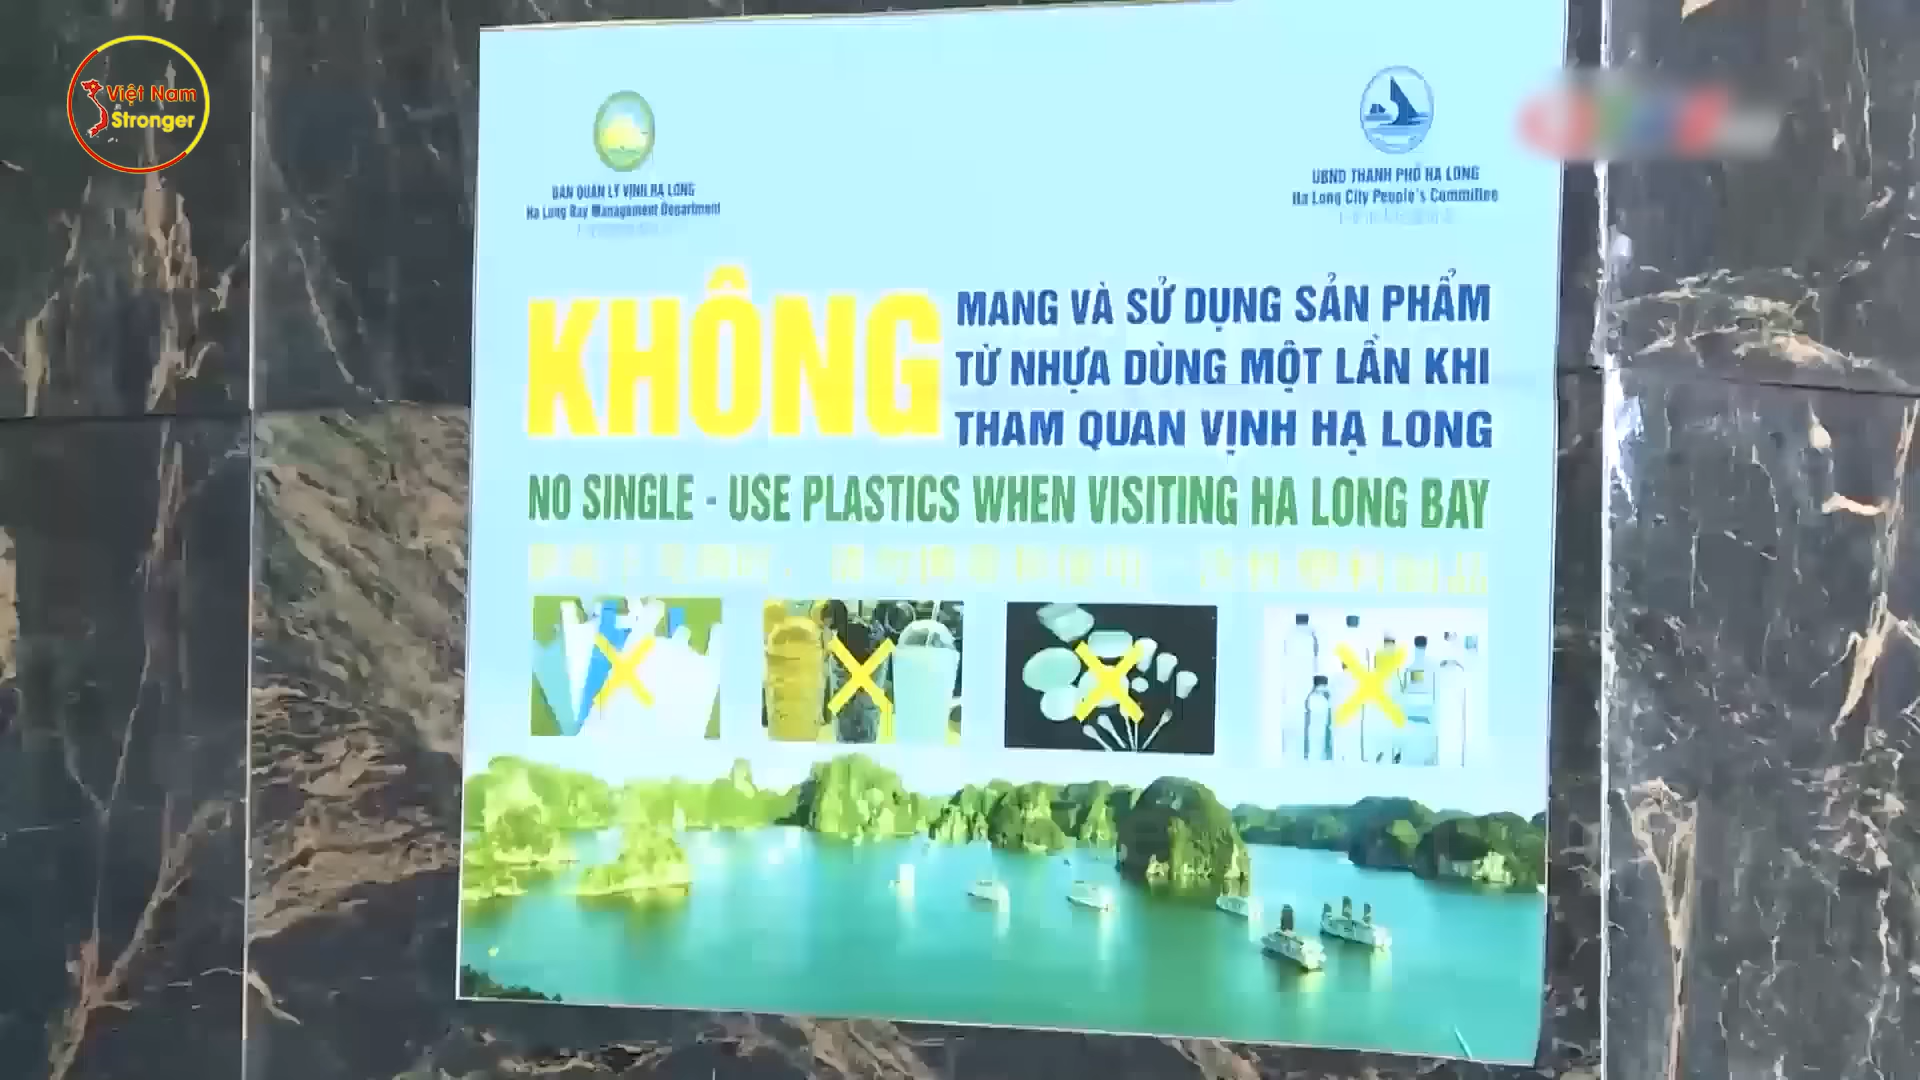 Việt Nam
Stronger
BAN QUẢN LÝ VỊNH HẠ LONG
Ha Long Bay Management Department
UBND THÀNH PHỐ HẠ LONG
Ha Long City People's Committee
KHÔNG
MANG VÀ SỬ DỤNG SẢN PHẨM
TỪ NHỰA DÙNG MỘT LẦN KHI
THAM QUAN VỊNH HẠ LONG
NO SINGLE - USE PLASTICS WHEN VISITING HA LONG BAY